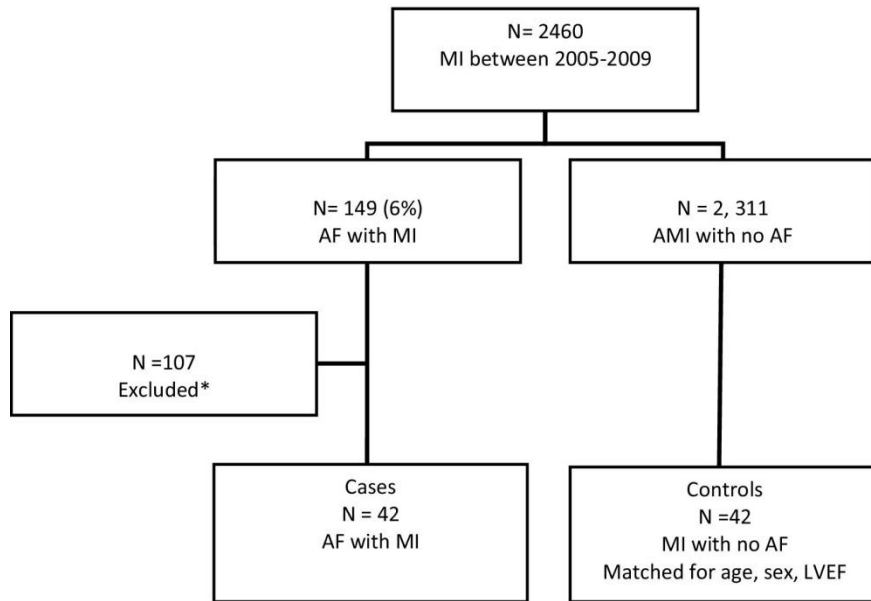 N= 2460
MI between 2005-2009
N= 149 (6%)
AF with MI
N = 2, 311
AMI with no AF
N =107
Excluded*
Cases
N = 42
AF with MI
Controls
N =42
MI with no AF
Matched for age, sex, LVEF